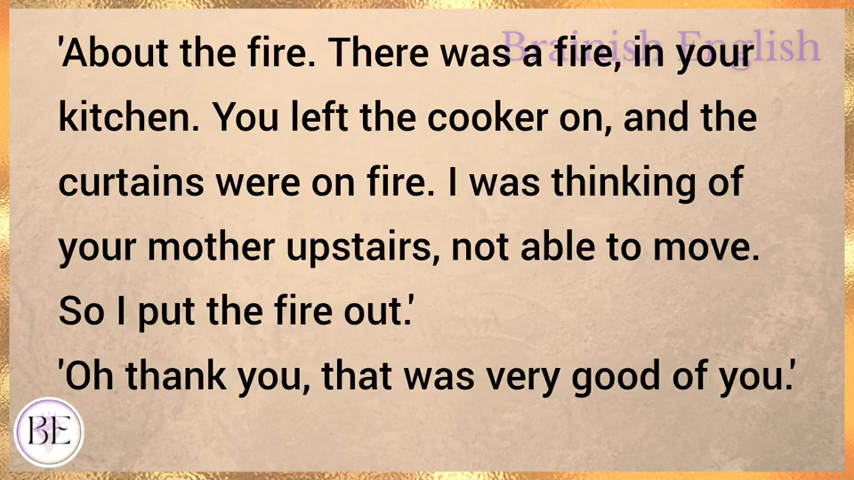 Brainish English
'About the fire. There was a fire, in your
kitchen. You left the cooker on, and the
curtains were on fire. I was thinking of
your mother upstairs, not able to move.
So I put the fire out.'
'Oh thank you, that was very good of you.'
BE